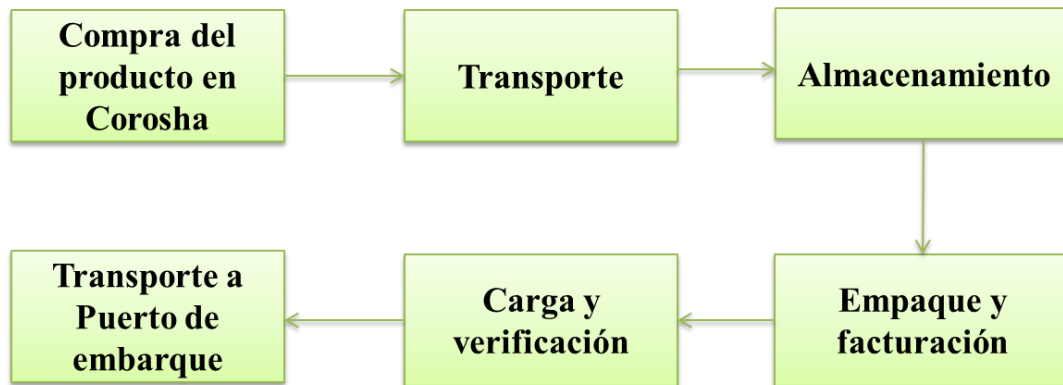 Compra del
producto en
Corosha
Transporte
Almacenamiento
Empaque y
facturación
Carga y
verificación
Transporte a
Puerto de
embarque